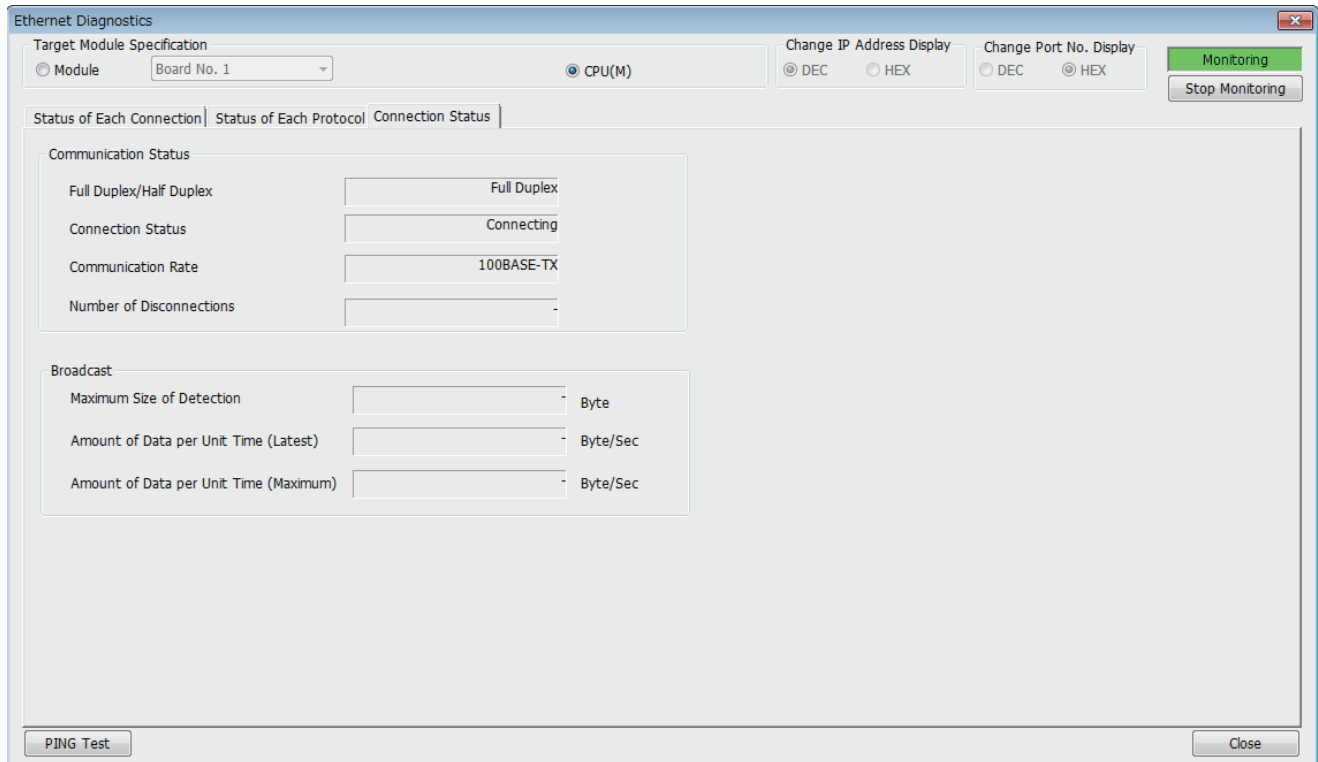 Ethernet Diagnostics
Target Module Specification
Module Board No. 1 CPU(M)
Change IP Address Display
DEC HEX
Change Port No. Display
DEC HEX
Monitoring
Stop Monitoring
Status of Each Connection Status of Each Protocol Connection Status
Communication Status
Full Duplex/Half Duplex Full Duplex
Connection Status Connecting
Communication Rate 100BASE-TX
Number of Disconnections -
Broadcast
Maximum Size of Detection - Byte
Amount of Data per Unit Time (Latest) - Byte/Sec
Amount of Data per Unit Time (Maximum) - Byte/Sec
PING Test Close